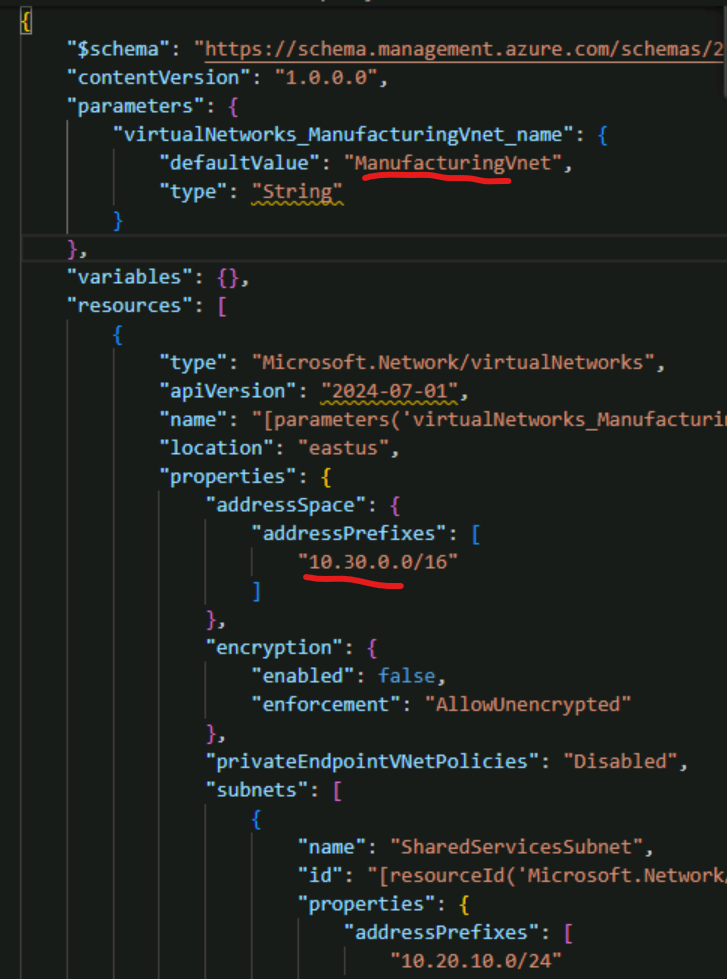 {
"$schema": "https://schema.management.azure.com/schemas/2
"contentVersion": "1.0.0.0",
"parameters": {
"virtualNetworks_ManufacturingVnet_name": {
"defaultValue": "ManufacturingVnet",
"type": "String"
}
},
"variables": {},
"resources": [
{
"type": "Microsoft.Network/virtualNetworks",
"apiVersion": "2024-07-01",
"name": "[parameters('virtualNetworks_Manufacturin
"location": "eastus",
"properties": {
"addressSpace": {
"addressPrefixes": [
"10.30.0.0/16"
]
},
"encryption": {
"enabled": false,
"enforcement": "AllowUnencrypted"
},
"privateEndpointVNetPolicies": "Disabled",
"subnets": [
{
"name": "SharedServicesSubnet",
"id": "[resourceId('Microsoft.Network/
"properties": {
"addressPrefixes": [
"10.20.10.0/24"